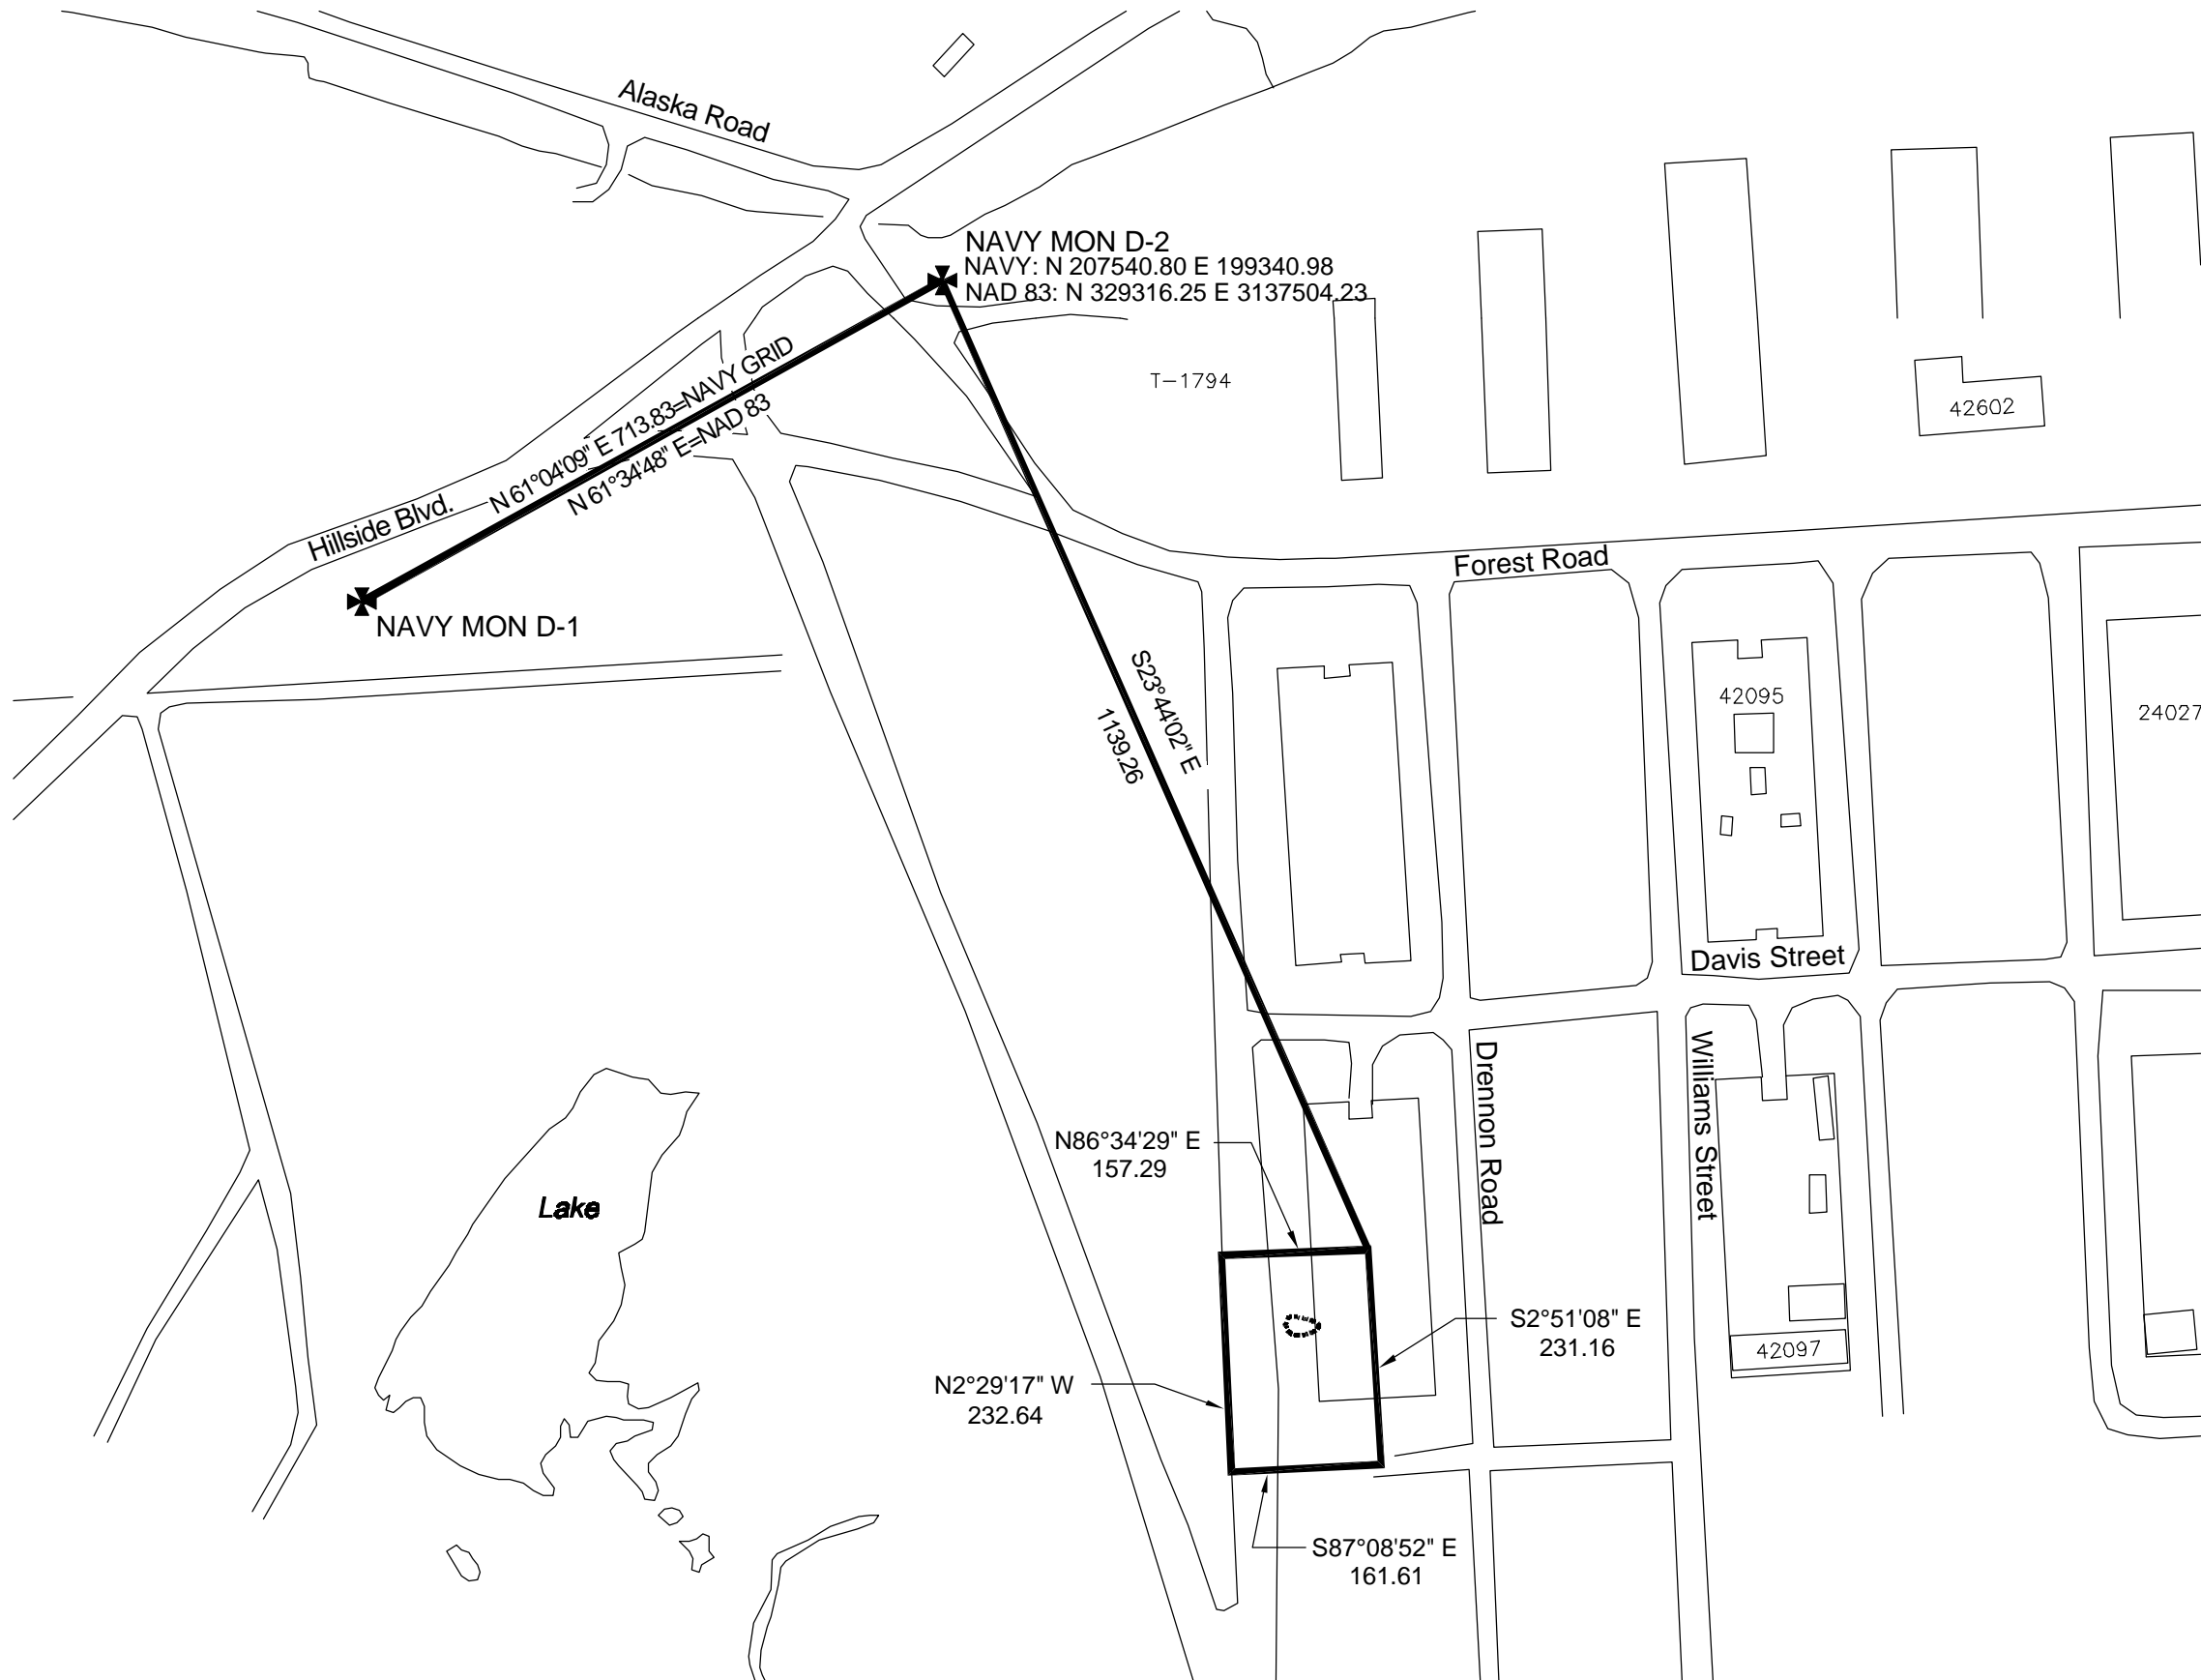 Alaska Road
NAVY MON D-2
NAVY: N 207540.80 E 199340.98
NAD 83: N 329316.25 E 3137504.23
N 61°04'09" E 713.83=NAVY GRID
N 61°34'48" E=NAD 83
T-1794
42602
Hillside Blvd.
NAVY MON D-1
Forest Road
S23°44'02" E
1139.26
42095
24027
Davis Street
Drennon Road
Williams Street
N86°34'29" E
157.29
Lake
S2°51'08" E
231.16
42097
N2°29'17" W
232.64
S87°08'52" E
161.61